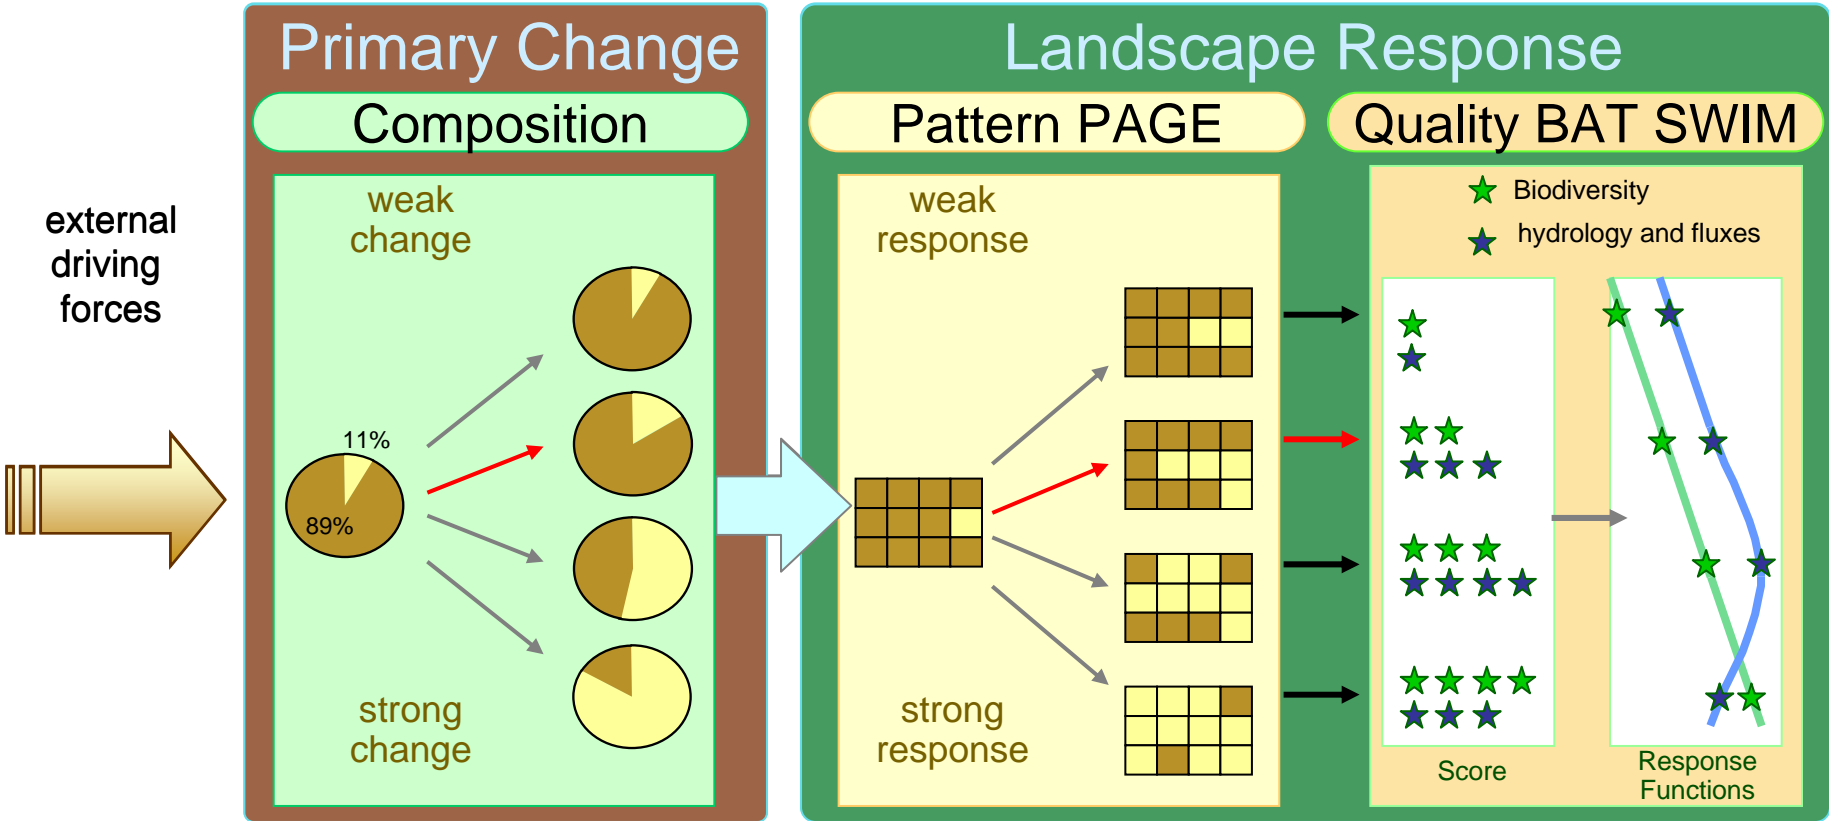 Primary Change
Landscape Response
Composition
Pattern PAGE
Quality BAT SWIM
external
driving
forces
weak
change
11%
89%
strong
change
weak
response
strong
response
Biodiversity
hydrology and fluxes
Score
Response
Functions